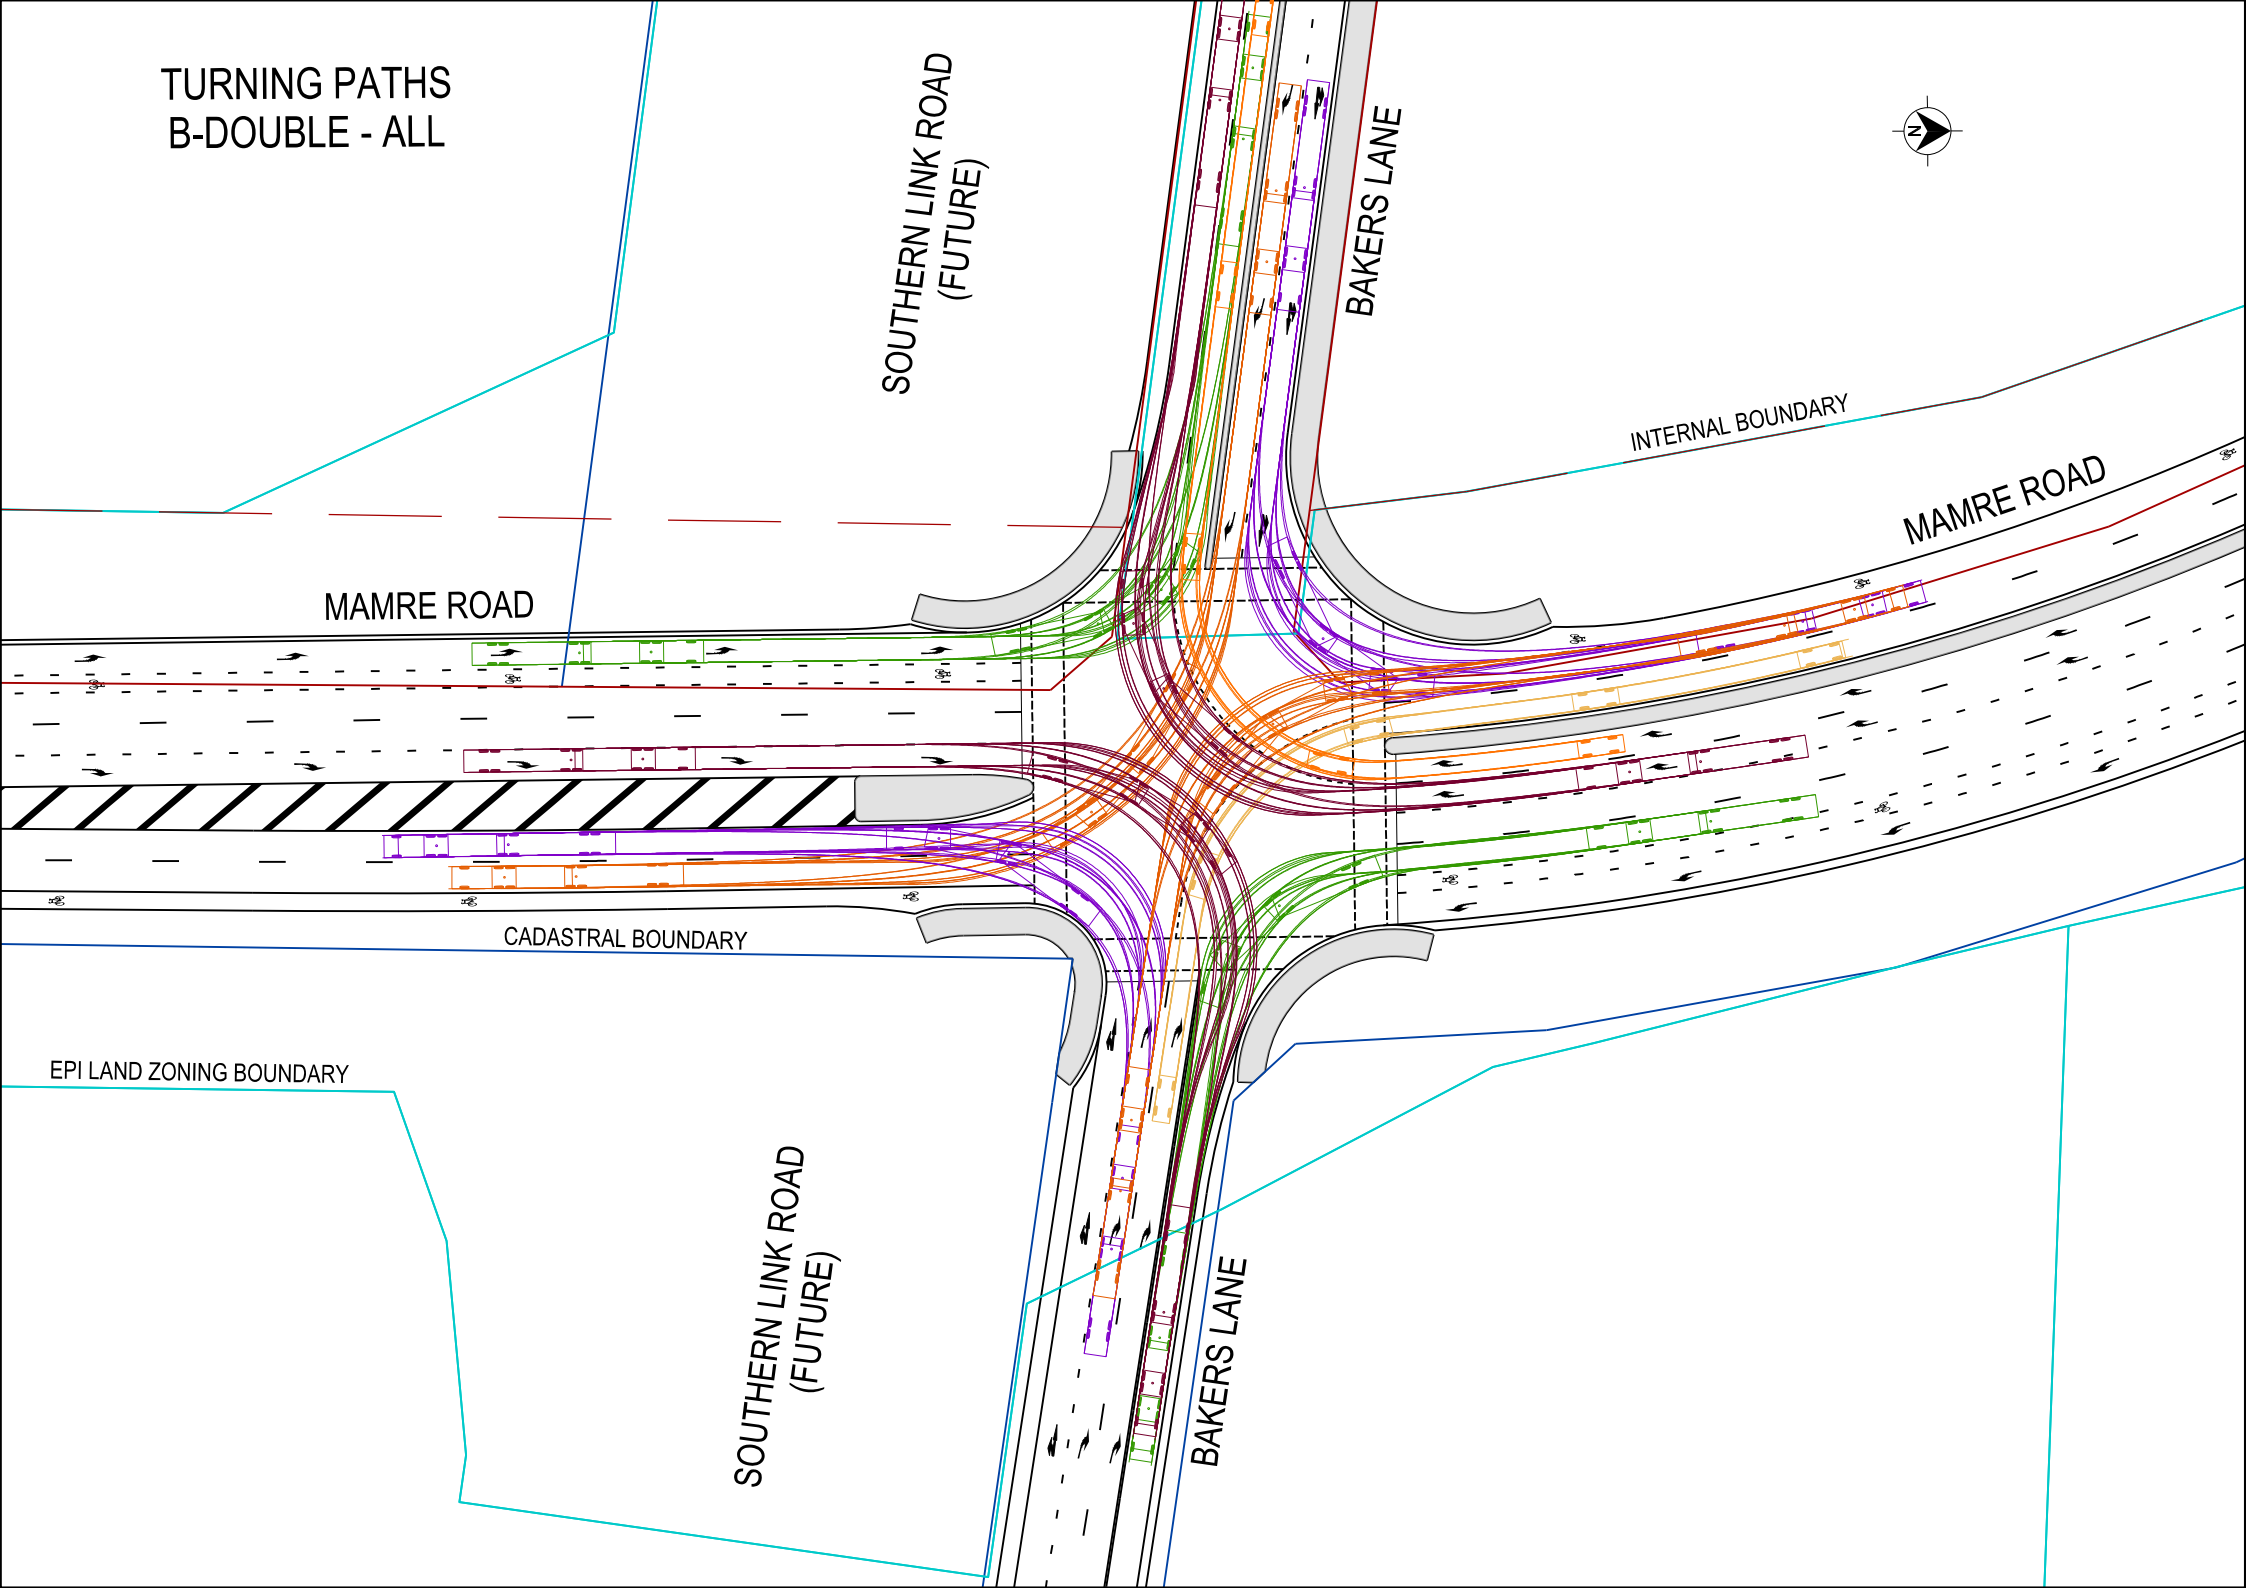 TURNING PATHS
B-DOUBLE - ALL
SOUTHERN LINK ROAD
(FUTURE)
BAKERS LANE
N
INTERNAL BOUNDARY
MAMRE ROAD
MAMRE ROAD
CADASTRAL BOUNDARY
EPI LAND ZONING BOUNDARY
SOUTHERN LINK ROAD
(FUTURE)
BAKERS LANE